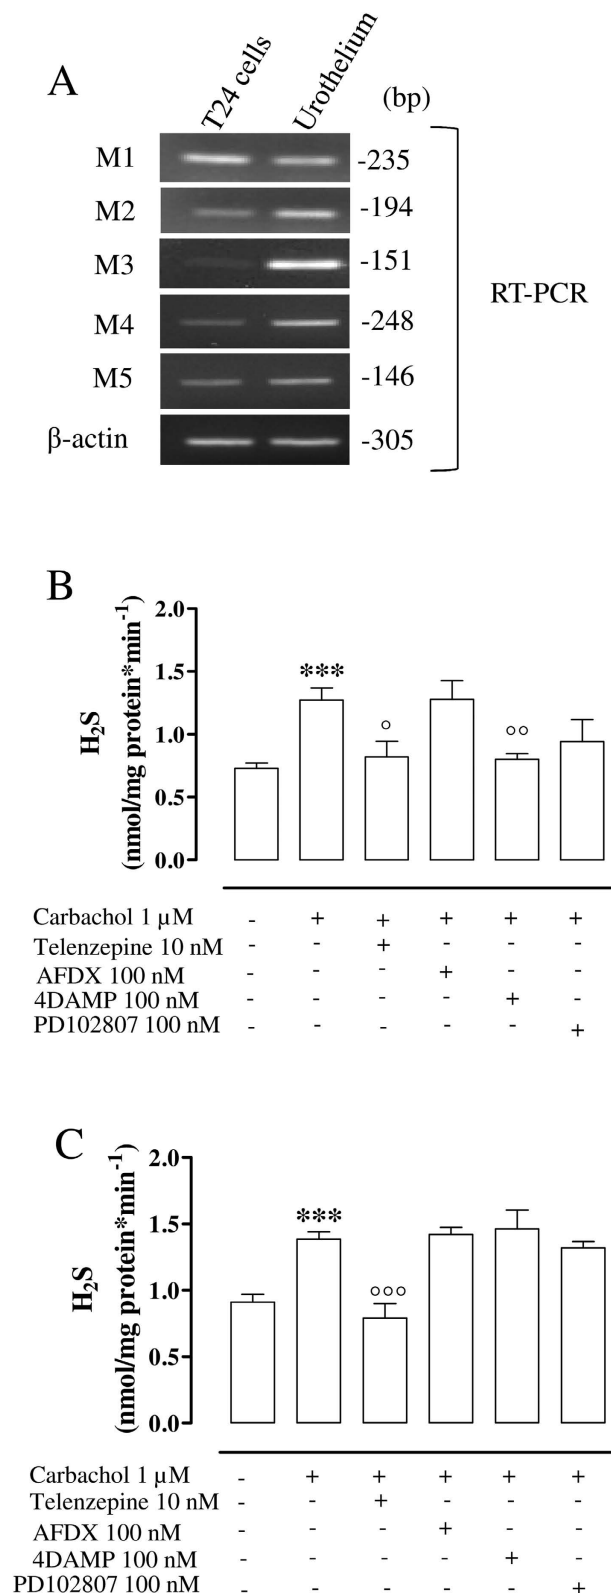 A
T24 cells
Urothelium
(bp)
M1 -235
M2 -194
M3 -151
M4 -248
M5 -146
β-actin -305
RT-PCR
B
H₂S
(nmol/mg protein*min⁻¹)
2.0
1.5
1.0
0.5
0.0
***
°
°°
Carbachol 1 µM - + + + + +
Telenzepine 10 nM - - + - - -
AFDX 100 nM - - - + - -
4DAMP 100 nM - - - - + -
PD102807 100 nM - - - - - +
C
H₂S
(nmol/mg protein*min⁻¹)
2.0
1.5
1.0
0.5
0.0
***
°°°
Carbachol 1 µM - + + + + +
Telenzepine 10 nM - - + - - -
AFDX 100 nM - - - + - -
4DAMP 100 nM - - - - + -
PD102807 100 nM - - - - - +